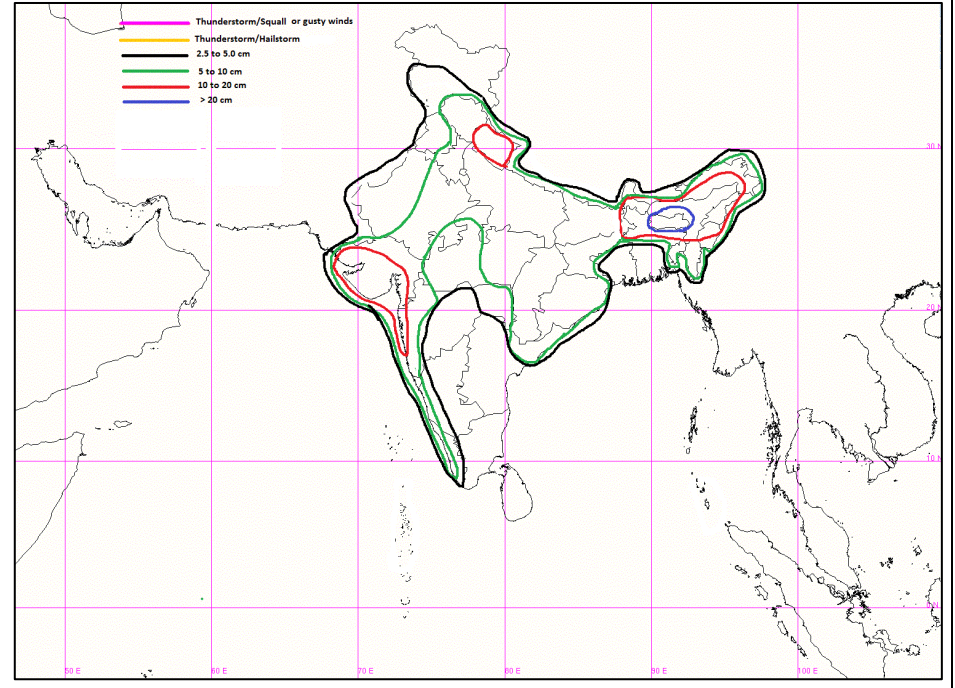 Thunderstorm/Squall or gusty winds
Thunderstorm/Hailstorm
2.5 to 5.0 cm
5 to 10 cm
10 to 20 cm
> 20 cm
30 N
20 N
10 N
50 E
60 E
70 E
80 E
90 E
100 E